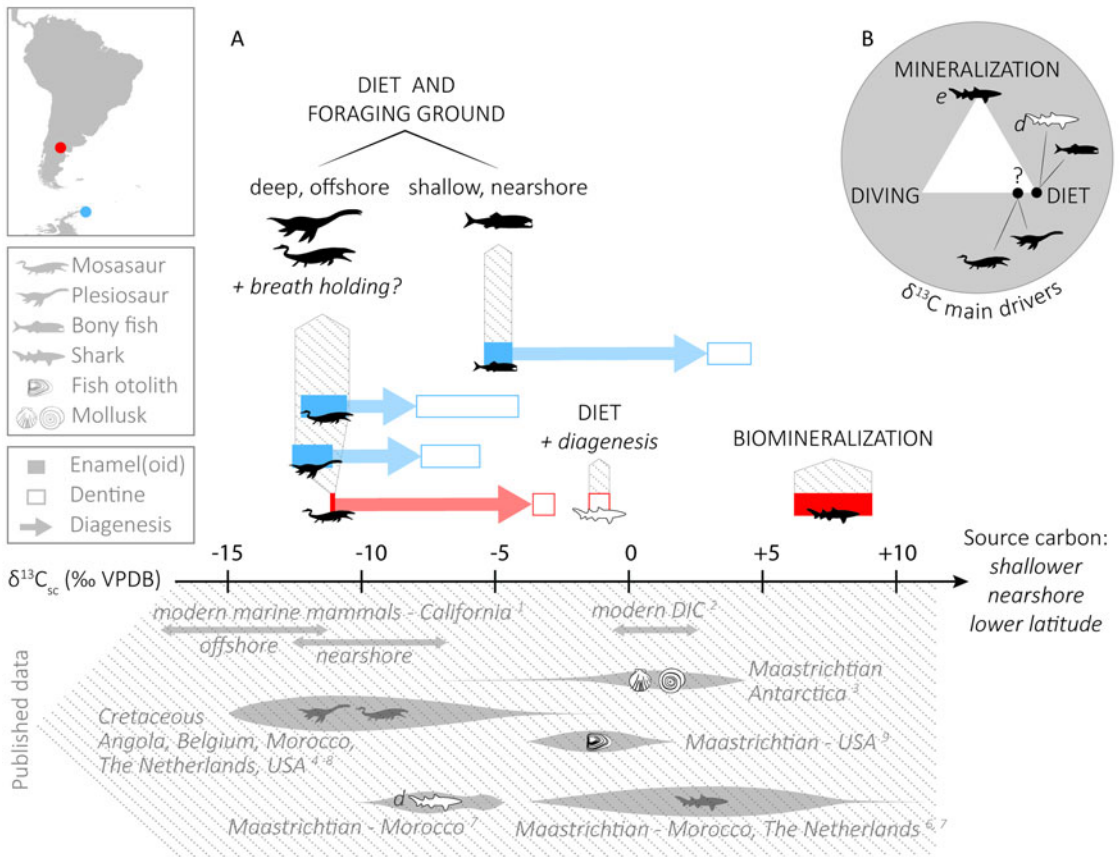 A
B
DIET AND
FORAGING GROUND
deep, offshore
shallow, nearshore
+ breath holding?
MINERALIZATION
e
d
?
DIVING
DIET
δ¹³C main drivers
Mosasaur
Plesiosaur
Bony fish
Shark
Fish otolith
Mollusk
Enamel(oid)
Dentine
Diagenesis
DIET
+ diagenesis
BIOMINERALIZATION
-15
-10
-5
0
+5
+10
δ¹³Csc (‰ VPDB)
Source carbon:
shallower
nearshore
lower latitude
Published data
modern marine mammals - California ¹
offshore
nearshore
modern DIC ²
Maastrichtian
Antarctica ³
Cretaceous
Angola, Belgium, Morocco,
The Netherlands, USA ⁴⁻⁸
Maastrichtian - USA ⁹
d
Maastrichtian - Morocco ⁷
Maastrichtian - Morocco, The Netherlands ⁶,⁷